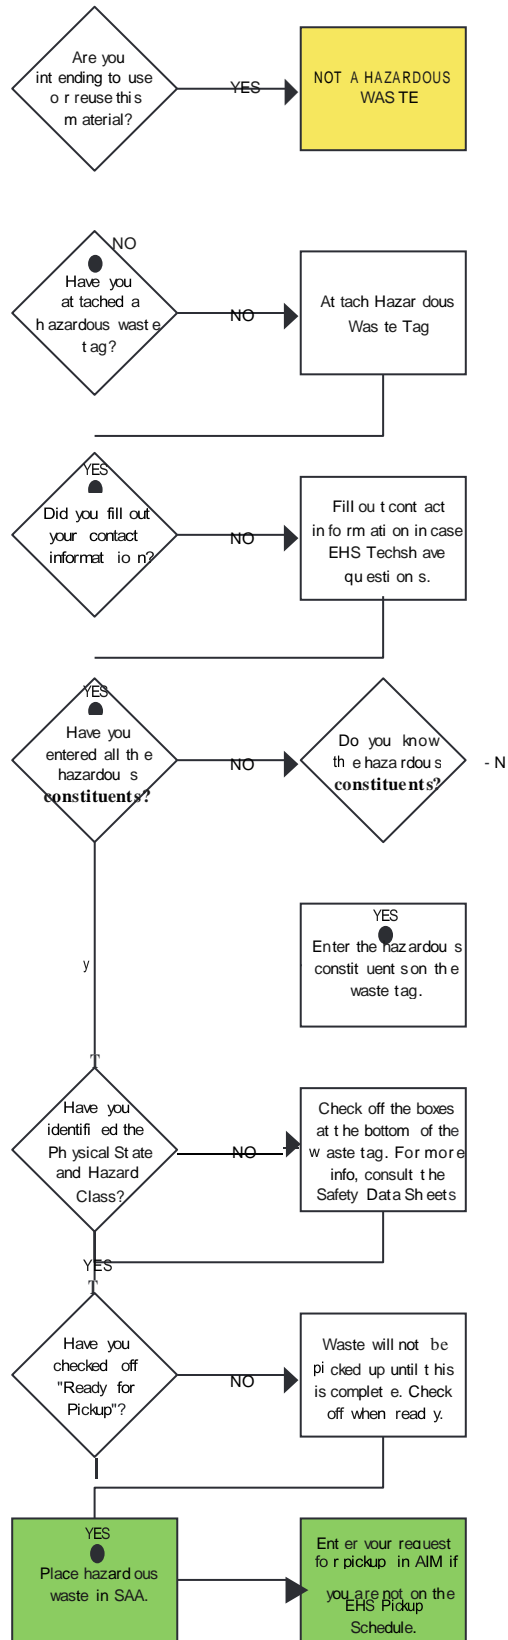 Are you
intending to use
or reuse this
material?
YES
NOT A HAZARDOUS
WASTE
NO
Have you
attached a
hazardous waste
tag?
NO
Attach Hazardous
Waste Tag
YES
Did you fill out
your contact
information?
NO
Fill out contact
information in case
EHS Techs have
questions.
YES
Have you
entered all the
hazardous
constituents?
NO
Do you know
the hazardous
constituents?
- N
YES
Enter the hazardous
constituents on the
waste tag.
y
T
Have you
identified the
Physical State
and Hazard
Class?
NO
Check off the boxes
at the bottom of the
waste tag. For more
info, consult the
Safety Data Sheets
YES
T
Have you
checked off
"Ready for
Pickup"?
NO
Waste will not be
picked up until this
is complete. Check
off when ready.
YES
Place hazardous
waste in SAA.
Enter your request
for pickup in AIM if
you are not on the
EHS Pickup
Schedule.